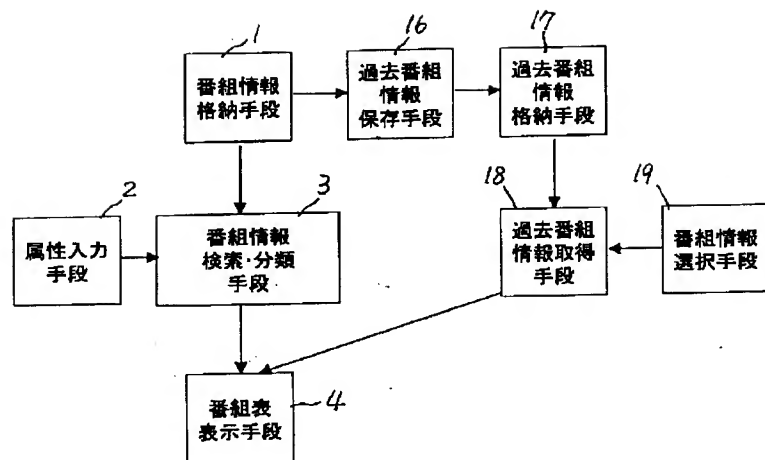 1
16
17
番組情報
格納手段
過去番組
情報
保存手段
過去番組
情報
格納手段
2
3
18
19
属性入力
手段
番組情報
検索・分類
手段
過去番組
情報取得
手段
番組情報
選択手段
番組表
表示手段
4